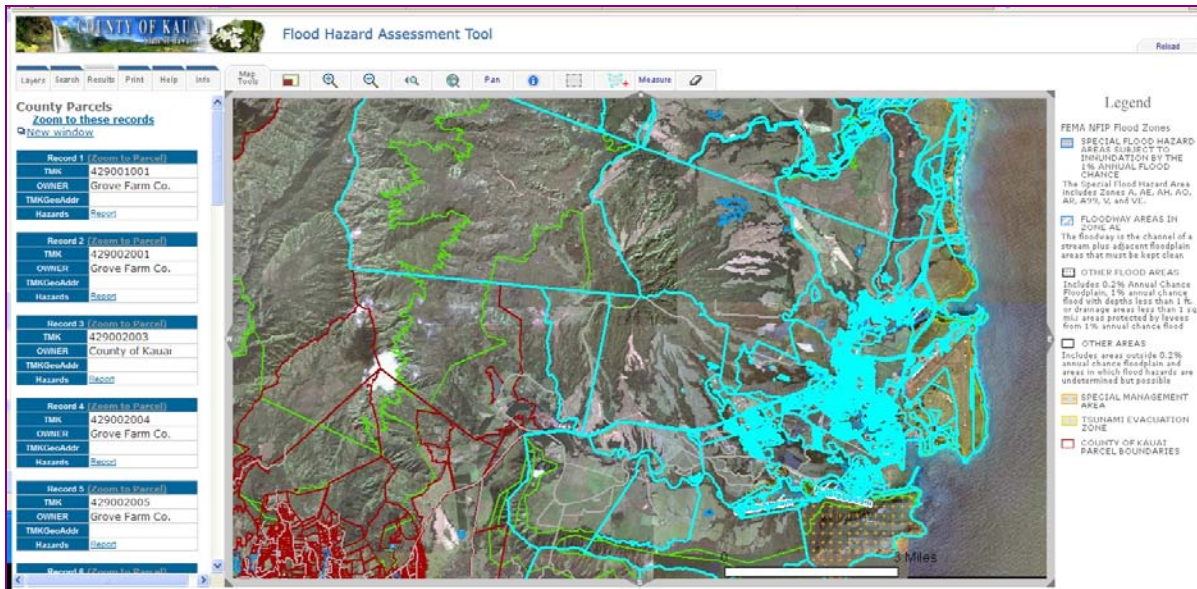 COUNTY OF KAUA'I
Flood Hazard Assessment Tool
Reload
Layers Search Results Print Help Info
Map Tools
Pan
Measure
County Parcels
Zoom to these records
New window
Record 1 (Zoom to Parcel)
TMK 429001001
OWNER Grove Farm Co.
TMKGeoAddr
Hazards Report
Record 2 (Zoom to Parcel)
TMK 429002001
OWNER Grove Farm Co.
TMKGeoAddr
Hazards Report
Record 3 (Zoom to Parcel)
TMK 429002003
OWNER County of Kauai
TMKGeoAddr
Hazards Report
Record 4 (Zoom to Parcel)
TMK 429002004
OWNER Grove Farm Co.
TMKGeoAddr
Hazards Report
Record 5 (Zoom to Parcel)
TMK 429002005
OWNER Grove Farm Co.
TMKGeoAddr
Hazards Report
Record 6 (Zoom to Parcel)
0 3 Miles
Legend
FEMA NFIP Flood Zones
SPECIAL FLOOD HAZARD
AREAS SUBJECT TO
INNUNDATION BY THE
1% ANNUAL FLOOD
CHANCE
The Special Flood Hazard Area
includes Zones A, AE, AH, AO,
AR, A99, V, and VE.
FLOODWAY AREAS IN
ZONE AE
The floodway is the channel of a
stream plus adjacent floodplain
areas that must be kept clean
OTHER FLOOD AREAS
Includes 0.2% Annual Chance
Floodplain, 1% annual chance
flood with depths less than 1 ft.
or drainage areas less than 1 sq
mi.; areas protected by levees
from 1% annual chance flood
OTHER AREAS
Includes areas outside 0.2%
annual chance floodplain and
areas in which flood hazards are
undetermined but possible
SPECIAL MANAGEMENT
AREA
TSUNAMI EVACUATION
ZONE
COUNTY OF KAUAI
PARCEL BOUNDARIES